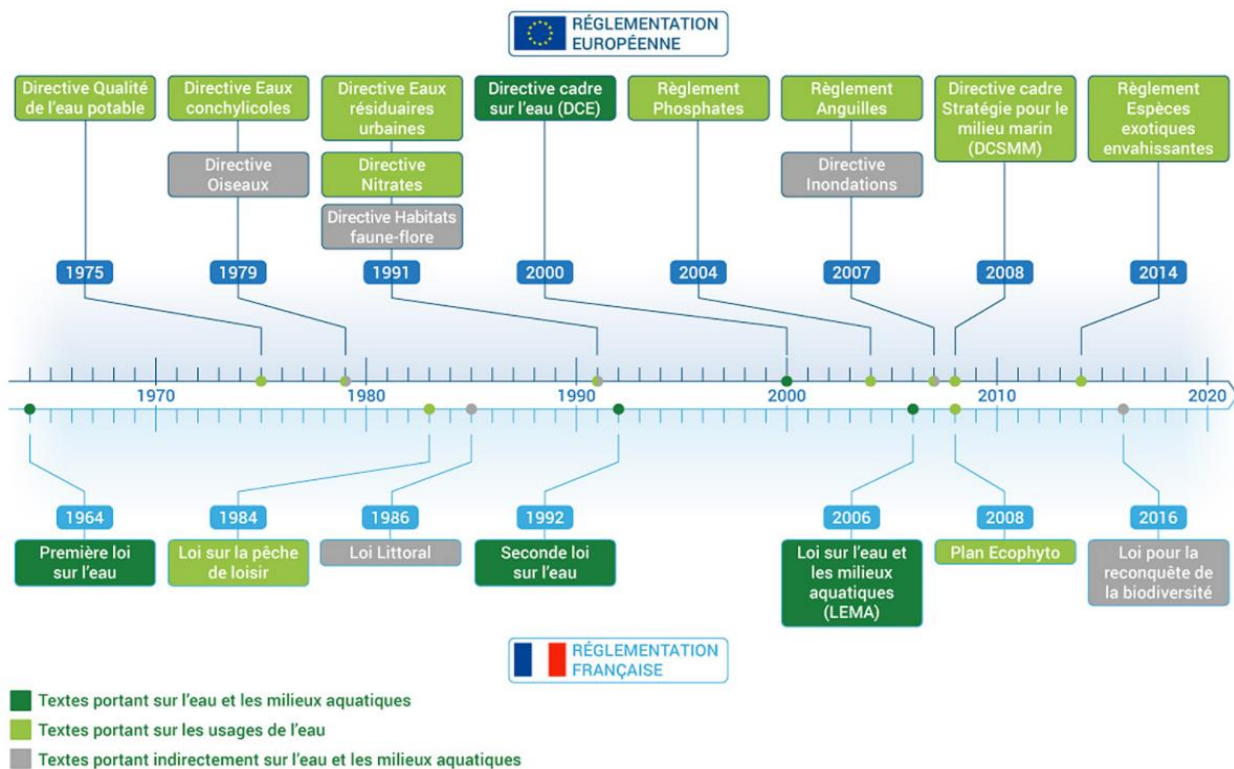 RÉGLEMENTATION
EUROPÉENNE
Directive Qualité
de l'eau potable
Directive Eaux
conchylicoles
Directive
Oiseaux
Directive Eaux
résiduaires
urbaines
Directive
Nitrates
Directive Habitats
faune-flore
Directive cadre
sur l'eau (DCE)
Règlement
Phosphates
Règlement
Anguilles
Directive
Inondations
Directive cadre
Stratégie pour le
milieu marin
(DCSMM)
Règlement
Espèces
exotiques
envahissantes
1975
1979
1991
2000
2004
2007
2008
2014
1970
1980
1990
2000
2010
2020
1964
1984
1986
1992
2006
2008
2016
Première loi
sur l'eau
Loi sur la pêche
de loisir
Loi Littoral
Seconde loi
sur l'eau
Loi sur l'eau et
les milieux
aquatiques
(LEMA)
Plan Ecophyto
Loi pour la
reconquête de
la biodiversité
RÉGLEMENTATION
FRANÇAISE
Textes portant sur l'eau et les milieux aquatiques
Textes portant sur les usages de l'eau
Textes portant indirectement sur l'eau et les milieux aquatiques